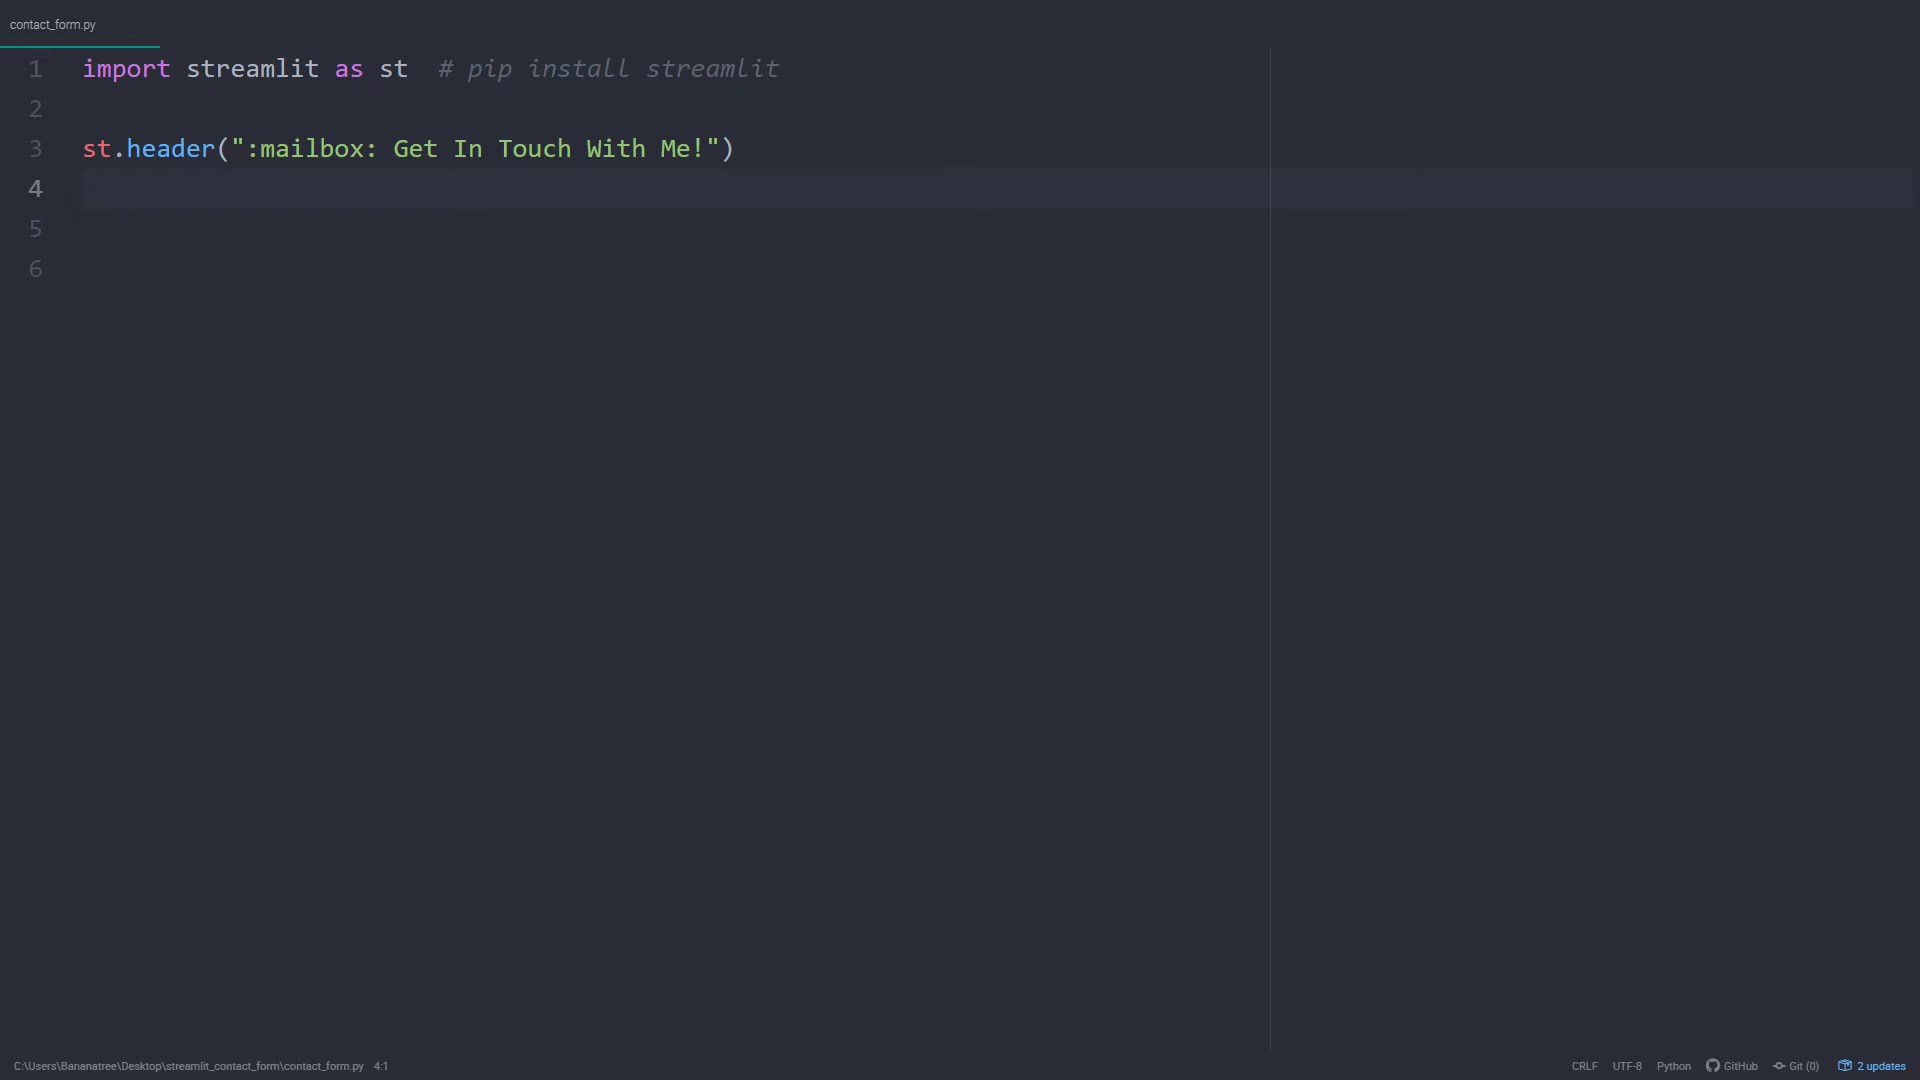 contact_form.py
1 import streamlit as st  # pip install streamlit
2
3 st.header(":mailbox: Get In Touch With Me!")
4
5
6
C:\Users\Bananatree\Desktop\streamlit_contact_form\contact_form.py 4:1 CRLF UTF-8 Python GitHub Git (0) 2 updates